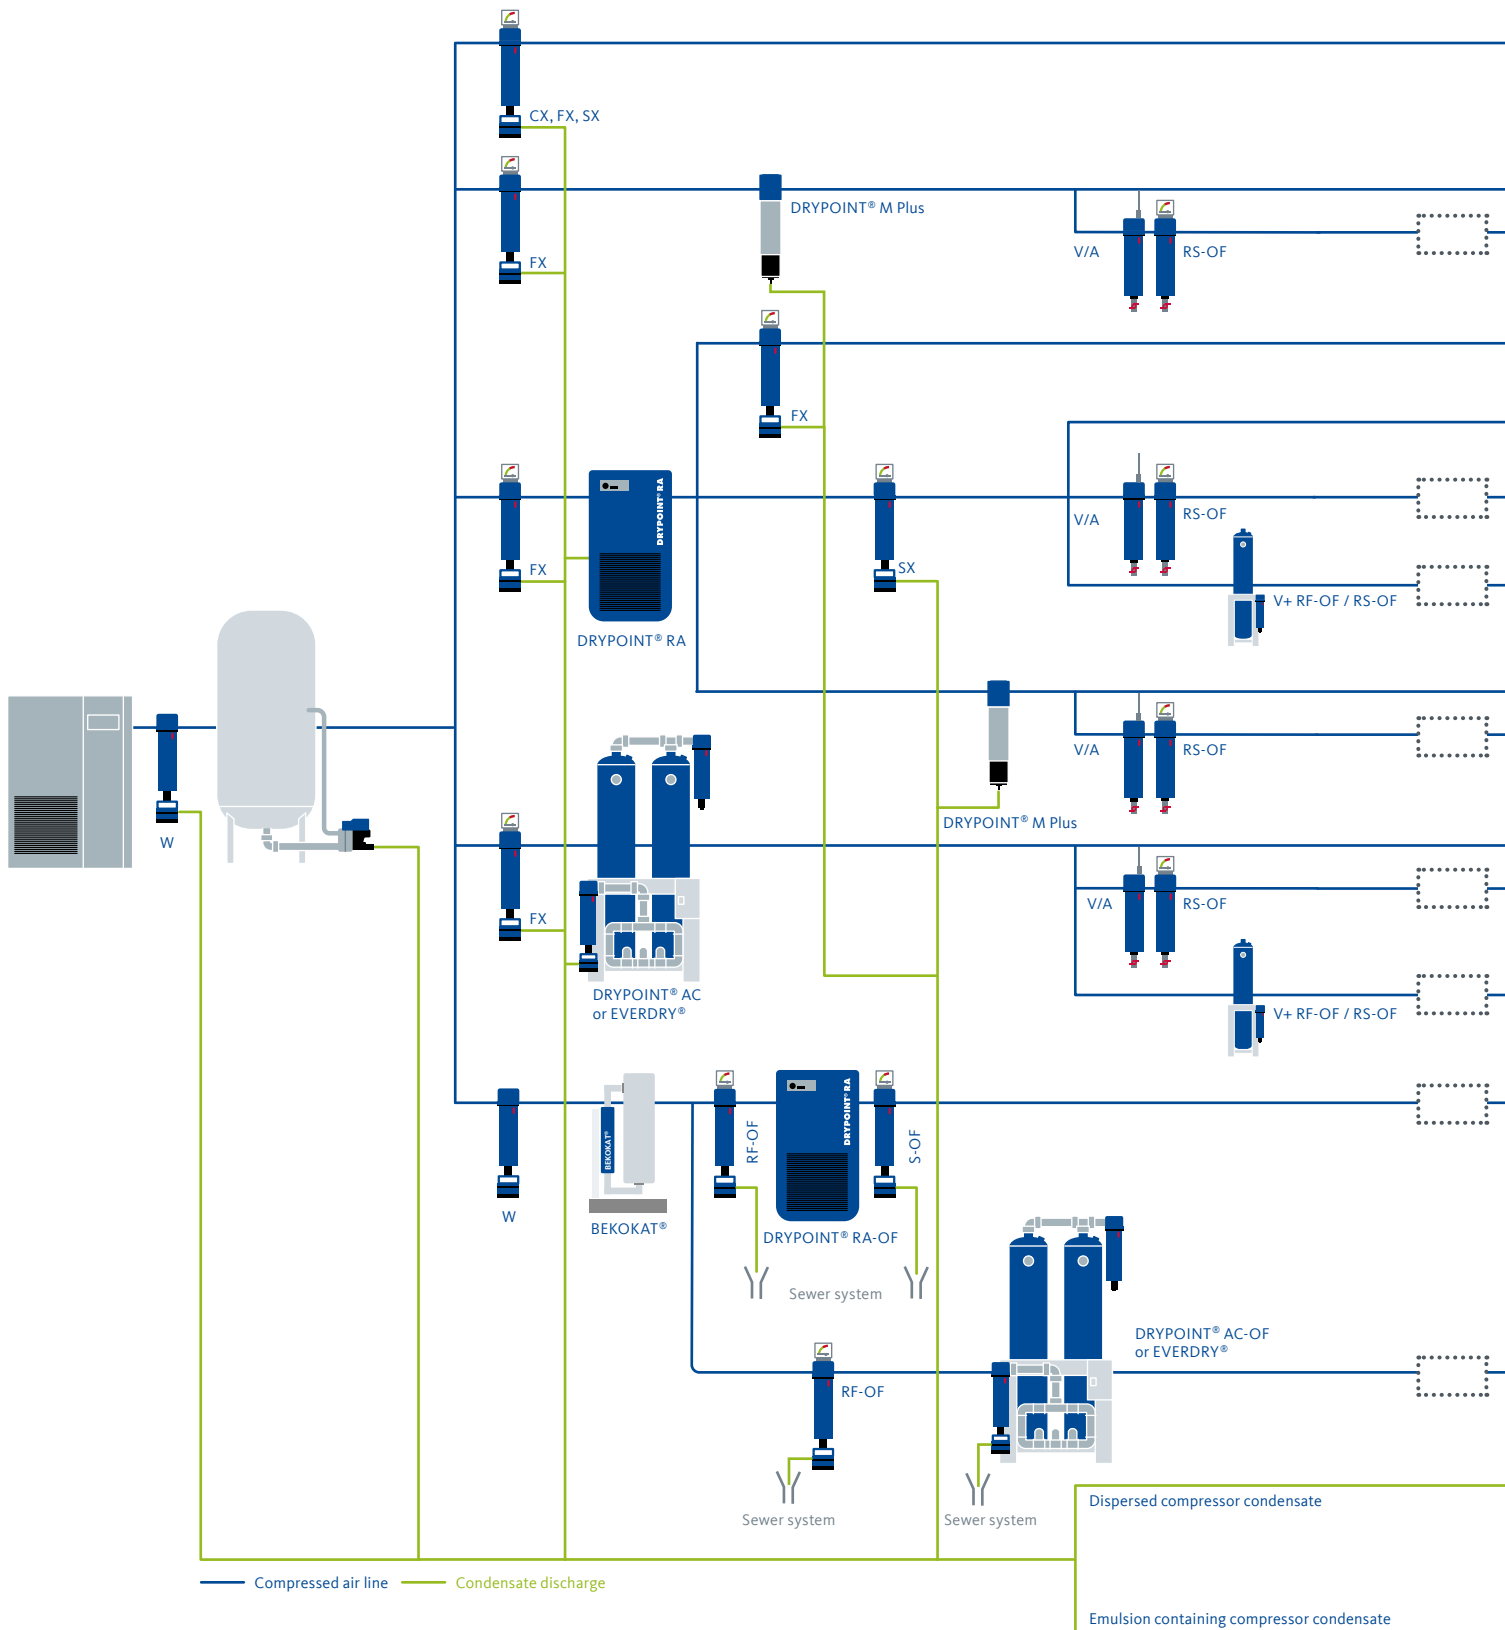 CX, FX, SX
DRYPOINT® M Plus
V/A
RS-OF
FX
FX
DRYPOINT® RA
V/A
RS-OF
FX
SX
V+ RF-OF / RS-OF
DRYPOINT® RA
V/A
RS-OF
W
DRYPOINT® M Plus
V/A
RS-OF
FX
DRYPOINT® AC
or EVERDRY®
V+ RF-OF / RS-OF
BEKOKAT®
RF-OF
DRYPOINT® RA
S-OF
W
BEKOKAT®
DRYPOINT® RA-OF
Sewer system
DRYPOINT® AC-OF
or EVERDRY®
RF-OF
Sewer system
Sewer system
Dispersed compressor condensate
Compressed air line
Condensate discharge
Emulsion containing compressor condensate